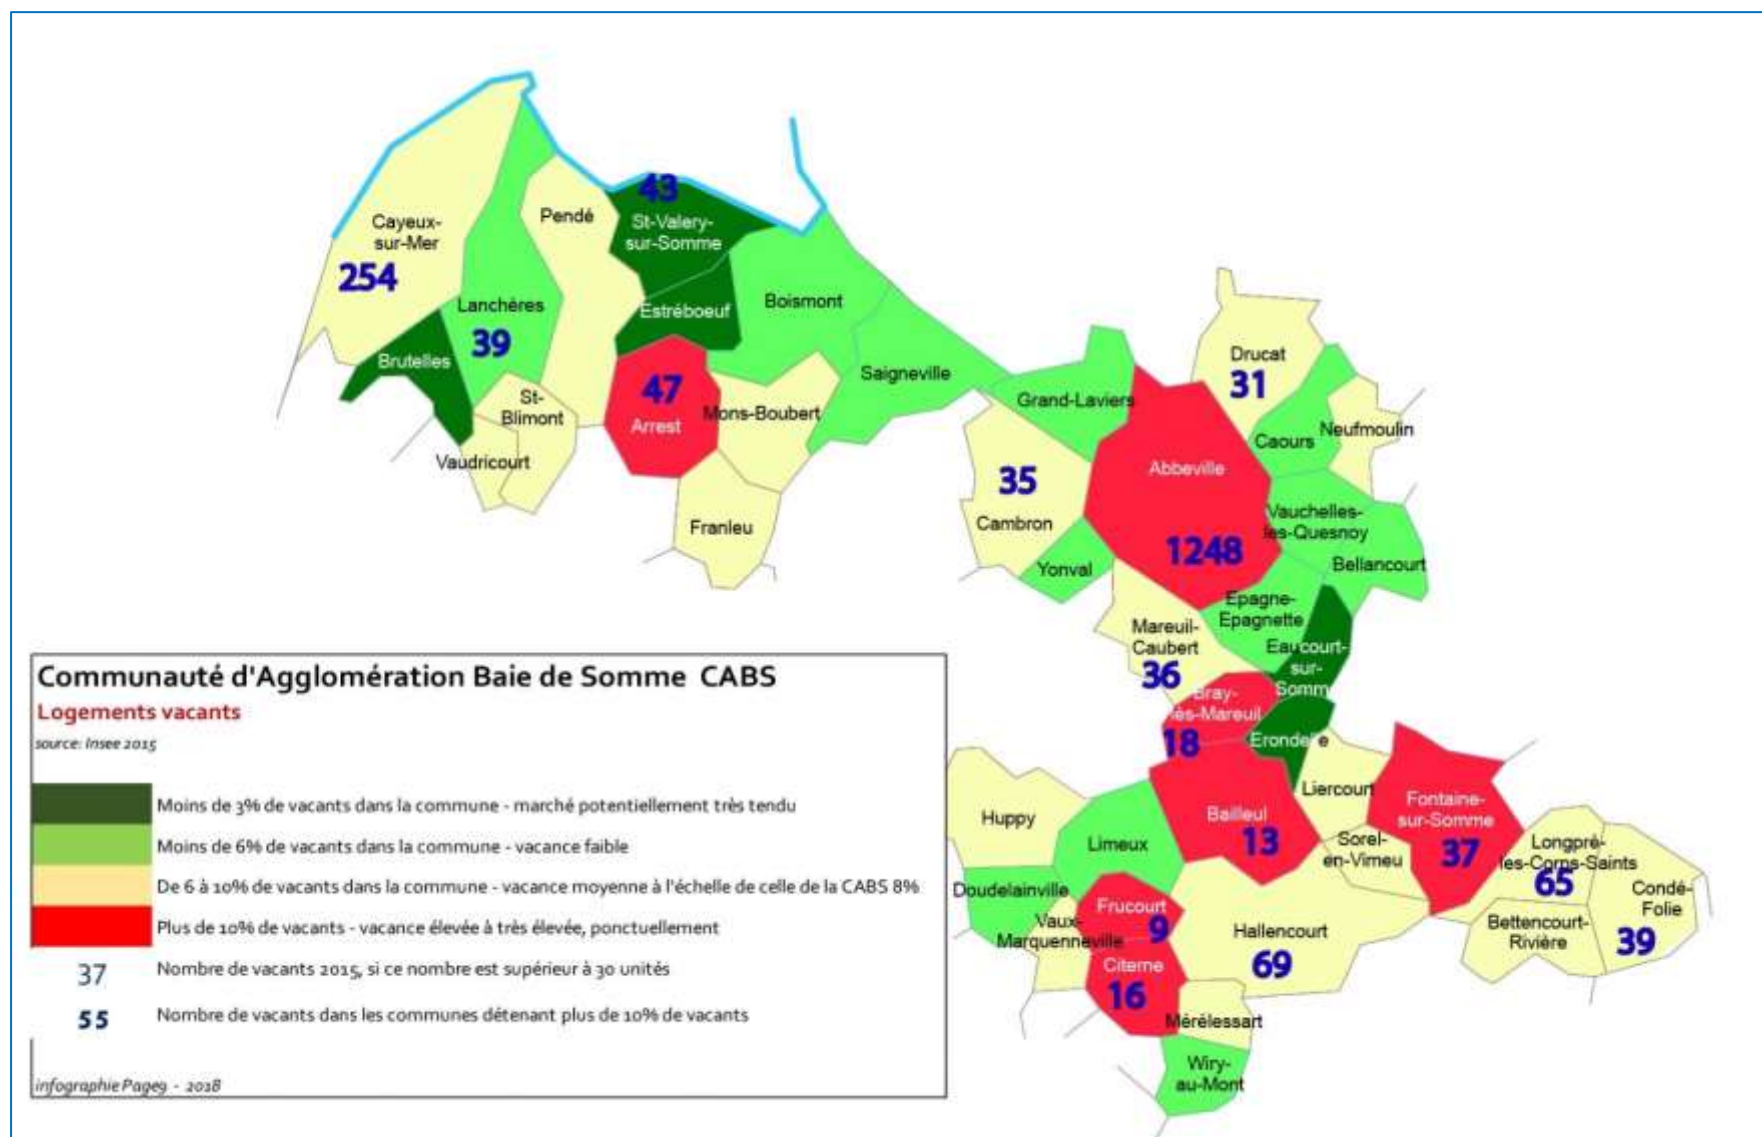 43
Cayeux-
sur-Mer
254
Pendé
St-Valery-
sur-Somme
Lanchères
39
Estréboeuf
Boismont
Brutelles
Saigneville
St-
Blimont
47
Arrest
Mons-Boubert
Vaudricourt
Franleu
Drucat
31
Grand-Laviers
Caours
Neufmoulin
Abbeville
1248
35
Cambron
Vauchelles-
les-Quesnoy
Yonval
Bellancourt
Epagne-
Epagnette
Mareuil-
Caubert
36
Eaucourt-
sur-
Somme
Bray-
lès-Mareuil
18
Erondelle
Liercourt
Huppy
Bailleul
13
Fontaine-
sur-Somme
37
Limeux
Sorel-
en-Vimeu
Longpré-
les-Corps-Saints
65
Doudelainville
Condé-
Folie
39
Frucourt
9
Vaux-
Marquenneville
Hallencourt
69
Bettencourt-
Rivière
Citerne
16
Mérélessart
Wiry-
au-Mont
Communauté d'Agglomération Baie de Somme CABS
Logements vacants
source: Insee 2015
Moins de 3% de vacants dans la commune - marché potentiellement très tendu
Moins de 6% de vacants dans la commune - vacance faible
De 6 à 10% de vacants dans la commune - vacance moyenne à l'échelle de celle de la CABS 8%
Plus de 10% de vacants - vacance élevée à très élevée, ponctuellement
37 Nombre de vacants 2015, si ce nombre est supérieur à 30 unités
55 Nombre de vacants dans les communes détenant plus de 10% de vacants
infographie Page9 - 2018